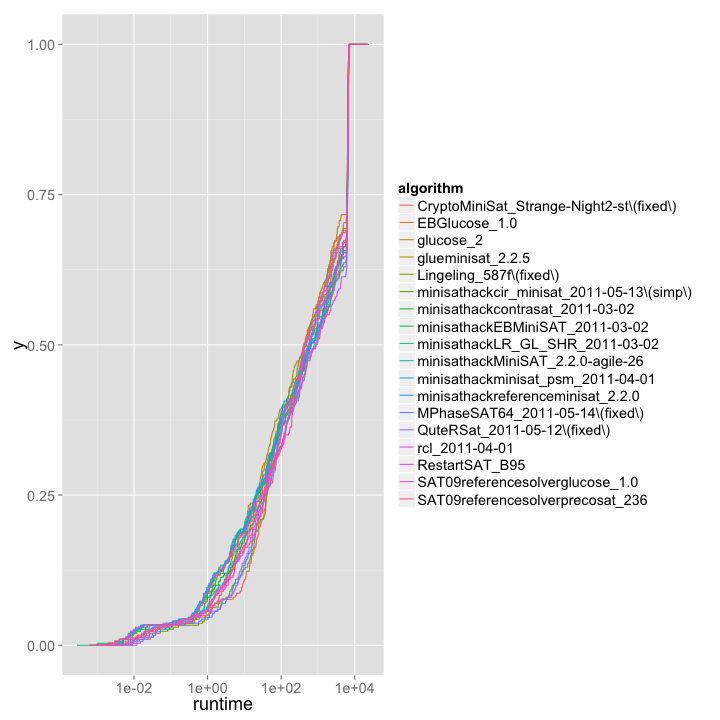 1.00
0.75
0.50
0.25
0.00
y
1e-02 1e+00 1e+02 1e+04
runtime
algorithm
CryptoMiniSat_Strange-Night2-st\(fixed\)
EBGlucose_1.0
glucose_2
glueminisat_2.2.5
Lingeling_587f\(fixed\)
minisathackcir_minisat_2011-05-13\(simp\)
minisathackcontrasat_2011-03-02
minisathackEBMiniSAT_2011-03-02
minisathackLR_GL_SHR_2011-03-02
minisathackMiniSAT_2.2.0-agile-26
minisathackminisat_psm_2011-04-01
minisathackreferenceminisat_2.2.0
MPhaseSAT64_2011-05-14\(fixed\)
QuteRSat_2011-05-12\(fixed\)
rcl_2011-04-01
RestartSAT_B95
SAT09referencesolverglucose_1.0
SAT09referencesolverprecosat_236